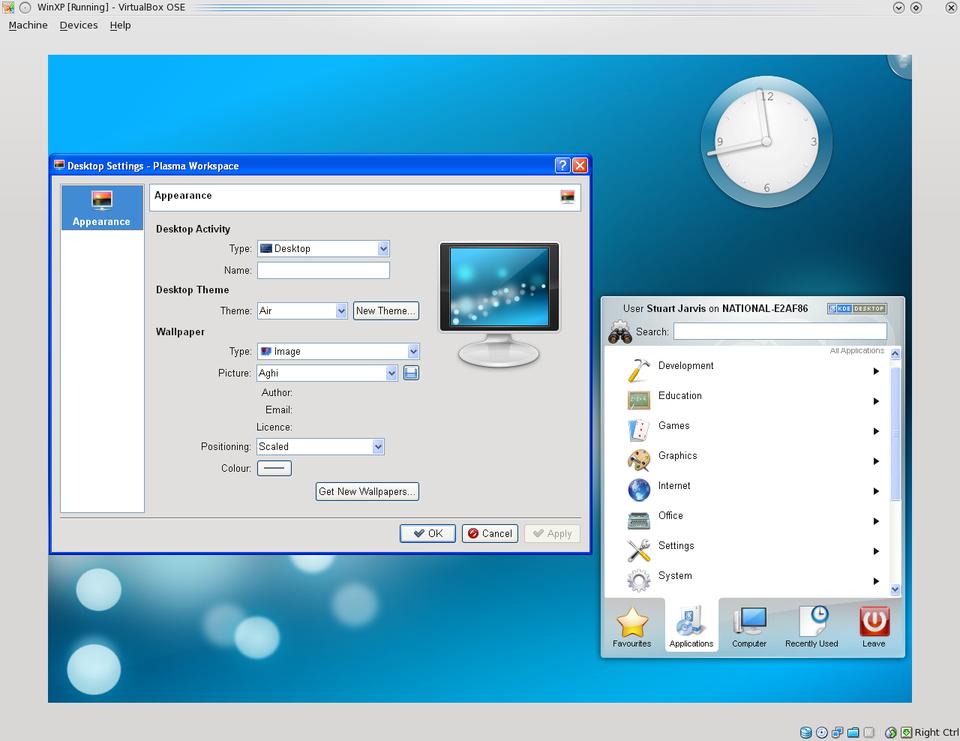 WinXP [Running] - VirtualBox OSE
Machine Devices Help
12
3
6
9
Desktop Settings - Plasma Workspace
Appearance
Appearance
Desktop Activity
Type: Desktop
Name:
Desktop Theme
Theme: Air New Theme...
Wallpaper
Type: Image
Picture: Aghi
Author:
Email:
Licence:
Positioning: Scaled
Colour:
Get New Wallpapers...
OK Cancel Apply
User Stuart Jarvis on NATIONAL-E2AF86 KDE DESKTOP
Search:
All Applications
Development
Education
Games
Graphics
Internet
Office
Settings
System
Favourites Applications Computer Recently Used Leave
Right Ctrl